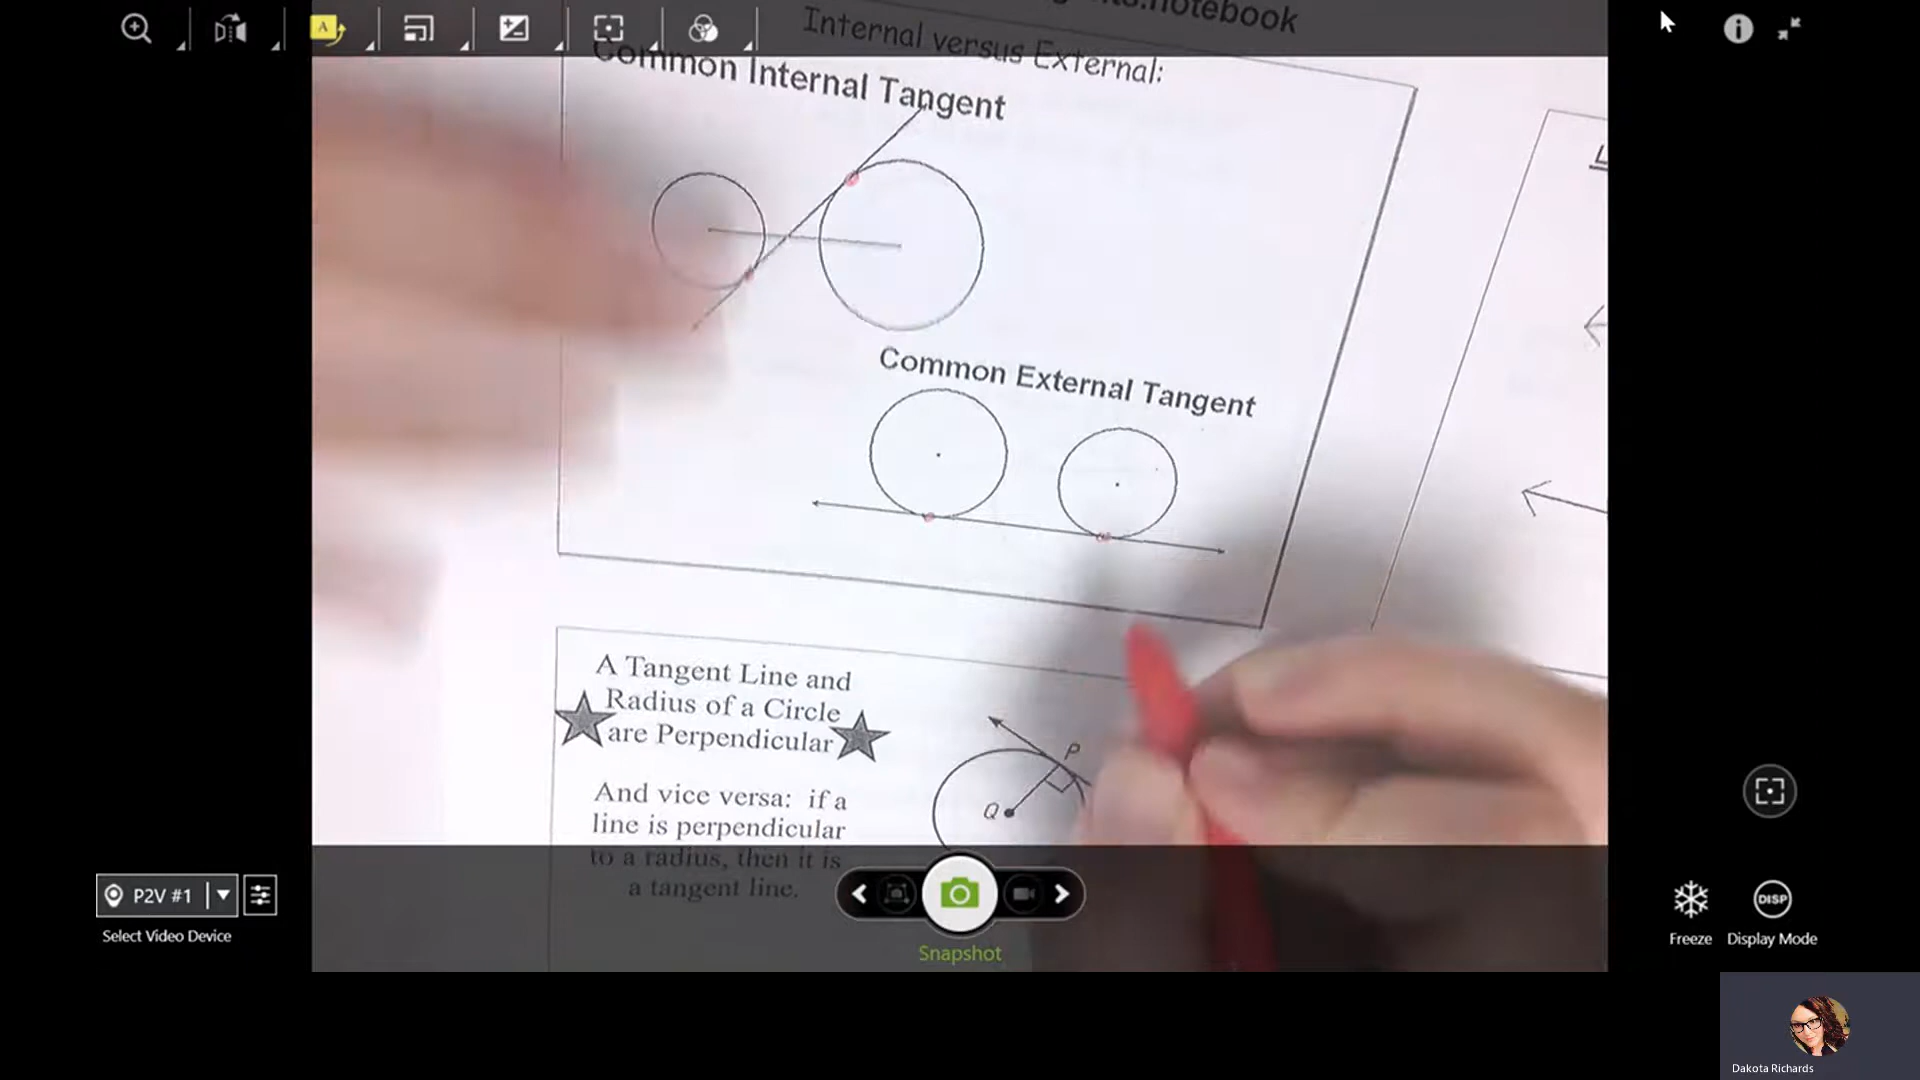 notebook
Internal versus External:
Common Internal Tangent
Common External Tangent
A Tangent Line and
Radius of a Circle
are Perpendicular
And vice versa: if a
line is perpendicular
to a radius, then it is
a tangent line.
P
Q
A
P2V #1
Select Video Device
Snapshot
Freeze
DISP
Display Mode
Dakota Richards